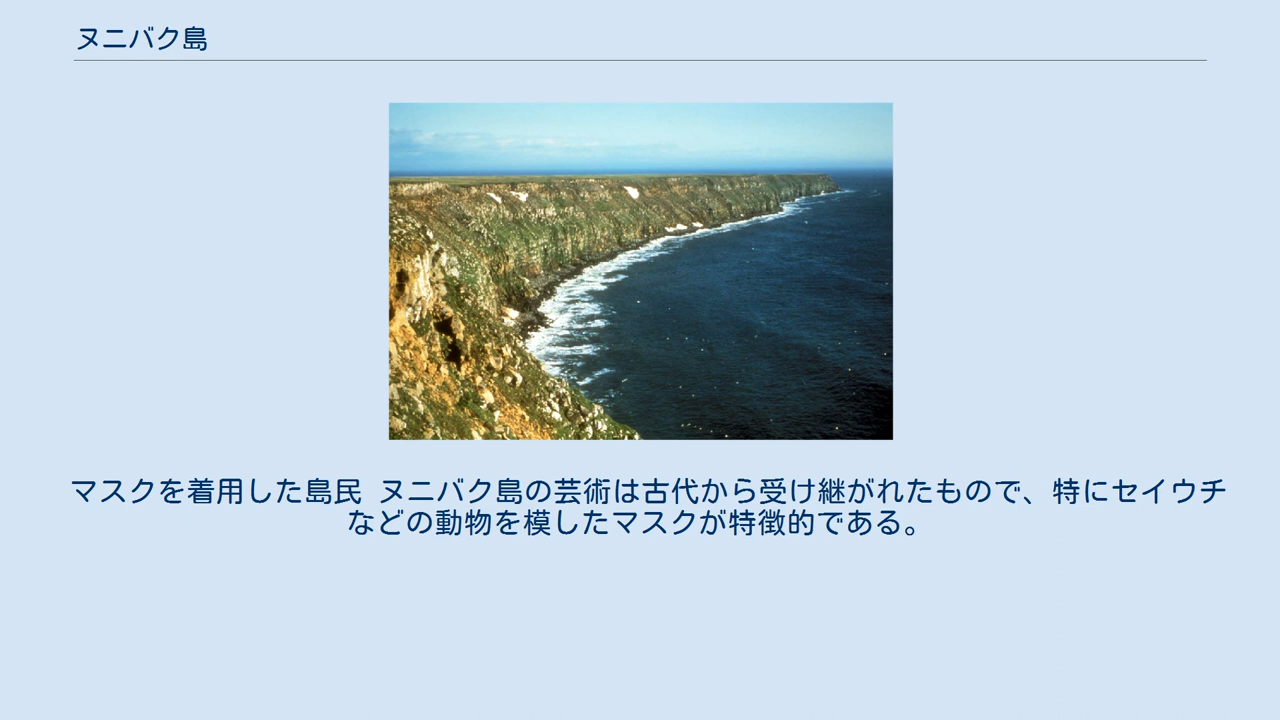 ヌニバク島
マスクを着用した島民 ヌニバク島の芸術は古代から受け継がれたもので、特にセイウチ
などの動物を模したマスクが特徴的である。